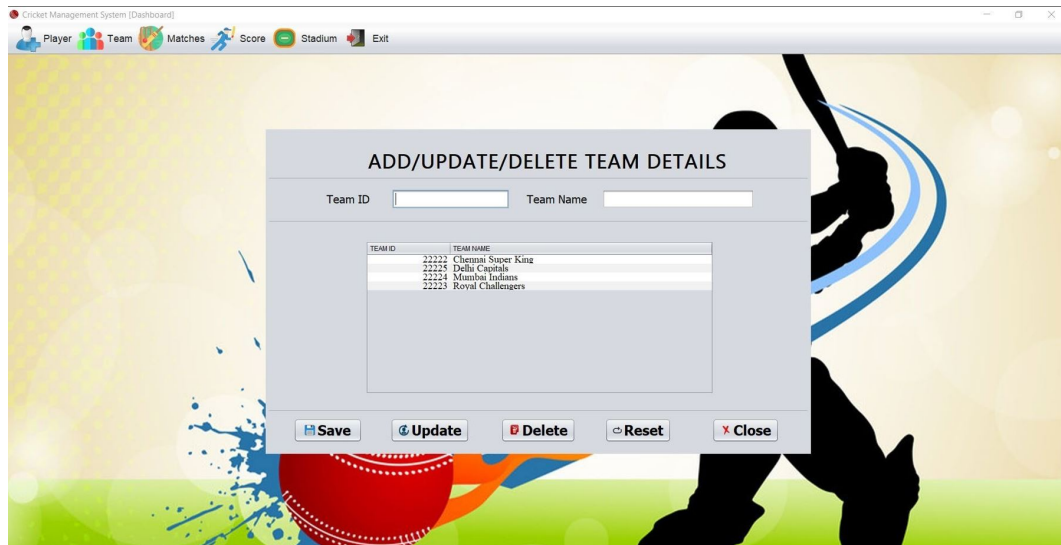 Cricket Management System [Dashboard]
Player Team Matches Score Stadium Exit
ADD/UPDATE/DELETE TEAM DETAILS
Team ID Team Name
TEAM ID TEAM NAME
22222 Chennai Super King
22225 Delhi Capitals
22224 Mumbai Indians
22223 Royal Challengers
Save Update Delete Reset Close